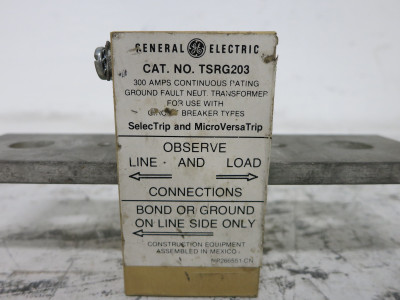 GENERAL GE ELECTRIC
CAT. NO. TSRG203
300 AMPS CONTINUOUS RATING
GROUND FAULT NEUT. TRANSFORMER
FOR USE WITH
BREAKER TYPES
SelecTrip and MicroVersaTrip
OBSERVE
LINE AND LOAD
CONNECTIONS
BOND OR GROUND
ON LINE SIDE ONLY
CONSTRUCTION EQUIPMENT
ASSEMBLED IN MEXICO